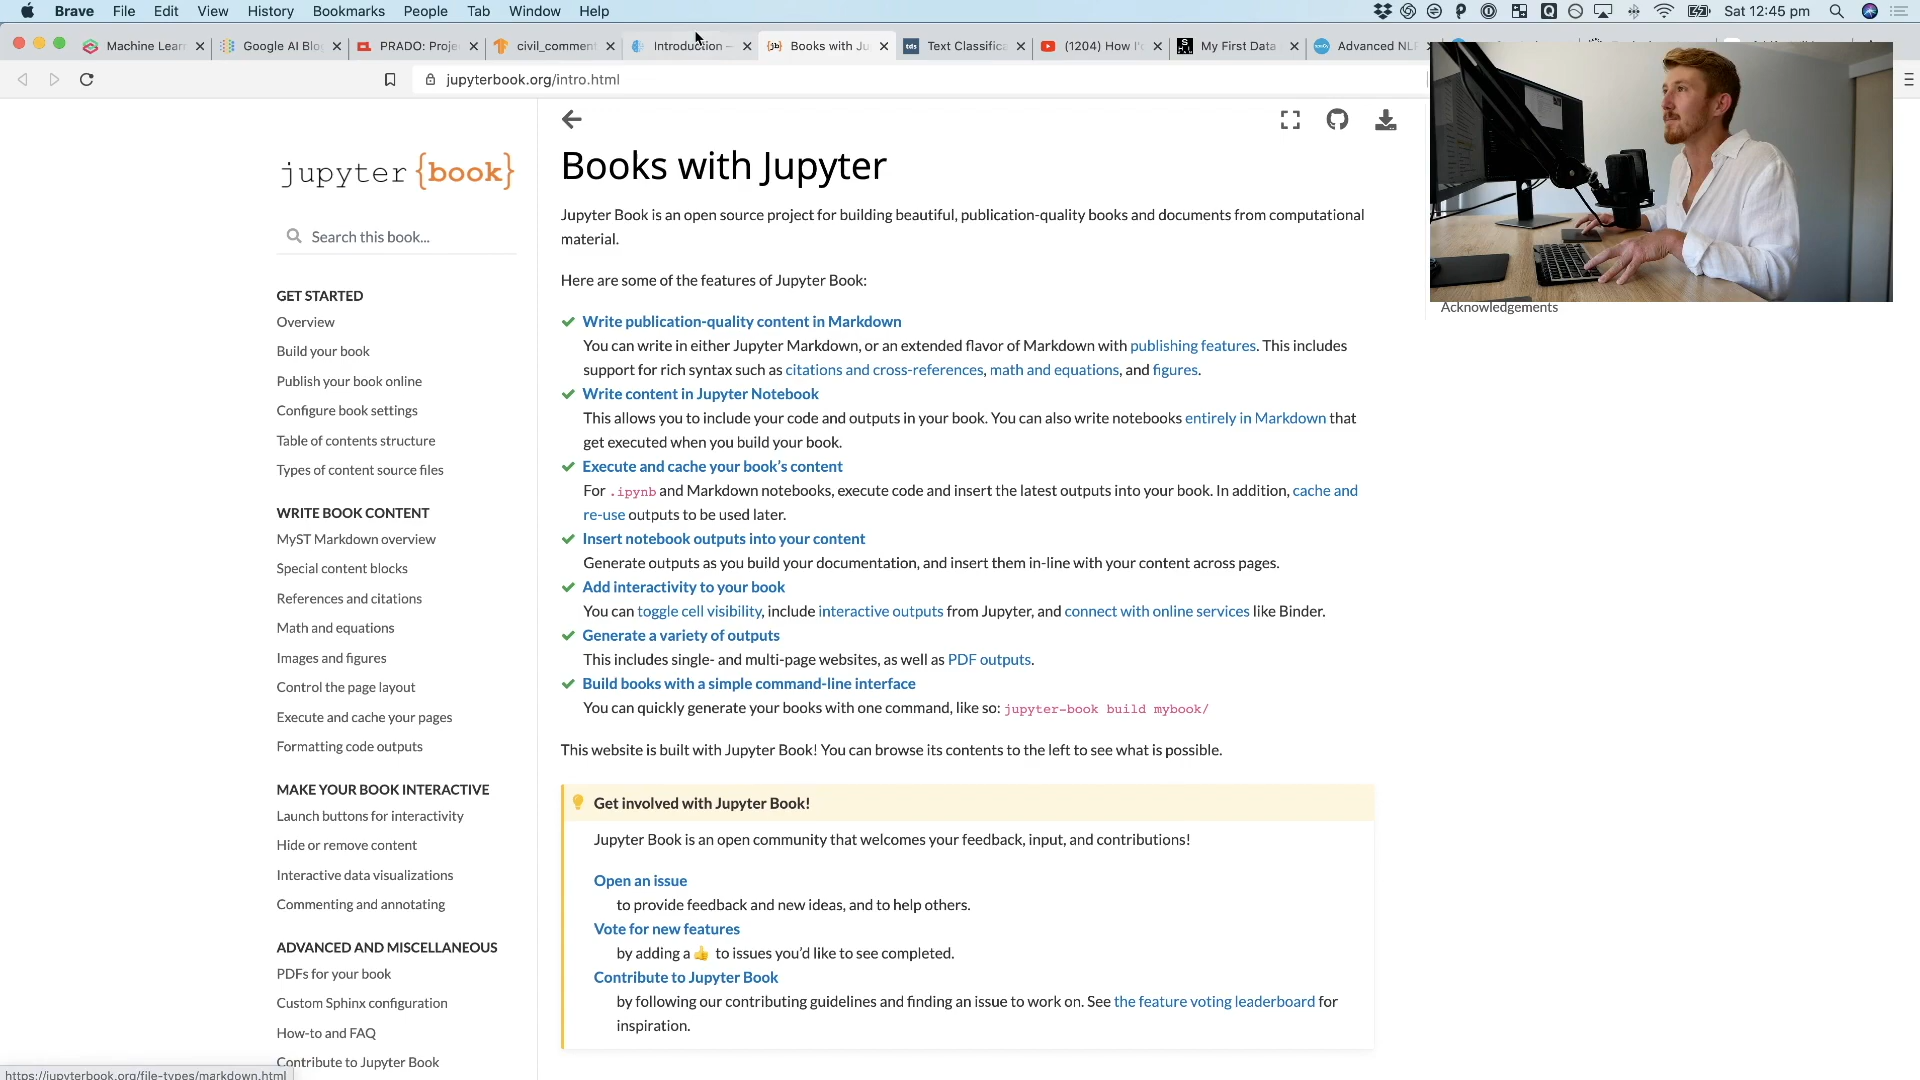 Brave File Edit View History Bookmarks People Tab Window Help
Sat 12:45 pm
Machine Lear
Google AI Blo
PRADO: Proje
civil_comment
Introduction –
Books with Ju
Text Classifica
(1204) How I'
My First Data
Advanced NLP
jupyterbook.org/intro.html
jupyter {book}
Search this book...
GET STARTED
Overview
Build your book
Publish your book online
Configure book settings
Table of contents structure
Types of content source files
WRITE BOOK CONTENT
MyST Markdown overview
Special content blocks
References and citations
Math and equations
Images and figures
Control the page layout
Execute and cache your pages
Formatting code outputs
MAKE YOUR BOOK INTERACTIVE
Launch buttons for interactivity
Hide or remove content
Interactive data visualizations
Commenting and annotating
ADVANCED AND MISCELLANEOUS
PDFs for your book
Custom Sphinx configuration
How-to and FAQ
Contribute to Jupyter Book
https://jupyterbook.org/file-types/markdown.html
Books with Jupyter
Jupyter Book is an open source project for building beautiful, publication-quality books and documents from computational
material.
Here are some of the features of Jupyter Book:
Write publication-quality content in Markdown
You can write in either Jupyter Markdown, or an extended flavor of Markdown with publishing features. This includes
support for rich syntax such as citations and cross-references, math and equations, and figures.
Write content in Jupyter Notebook
This allows you to include your code and outputs in your book. You can also write notebooks entirely in Markdown that
get executed when you build your book.
Execute and cache your book's content
For .ipynb and Markdown notebooks, execute code and insert the latest outputs into your book. In addition, cache and
re-use outputs to be used later.
Insert notebook outputs into your content
Generate outputs as you build your documentation, and insert them in-line with your content across pages.
Add interactivity to your book
You can toggle cell visibility, include interactive outputs from Jupyter, and connect with online services like Binder.
Generate a variety of outputs
This includes single- and multi-page websites, as well as PDF outputs.
Build books with a simple command-line interface
You can quickly generate your books with one command, like so: jupyter-book build mybook/
This website is built with Jupyter Book! You can browse its contents to the left to see what is possible.
Get involved with Jupyter Book!
Jupyter Book is an open community that welcomes your feedback, input, and contributions!
Open an issue
to provide feedback and new ideas, and to help others.
Vote for new features
by adding a 👍 to issues you'd like to see completed.
Contribute to Jupyter Book
by following our contributing guidelines and finding an issue to work on. See the feature voting leaderboard for
inspiration.
Acknowledgements